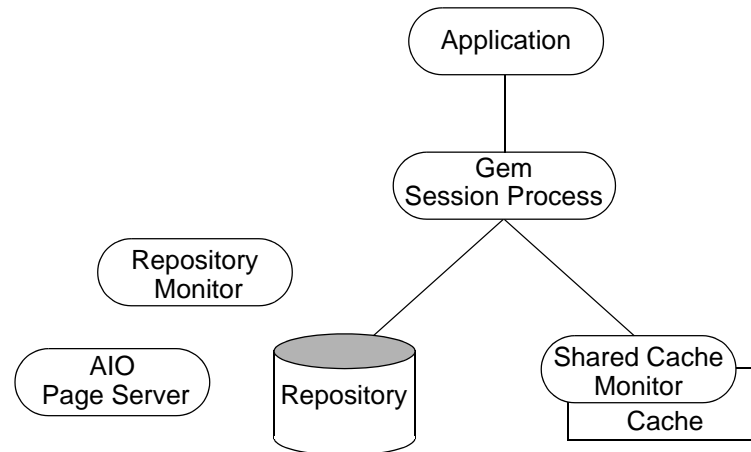 Application
Gem
Session Process
Repository
Monitor
AIO
Page Server
Repository
Shared Cache
Monitor
Cache